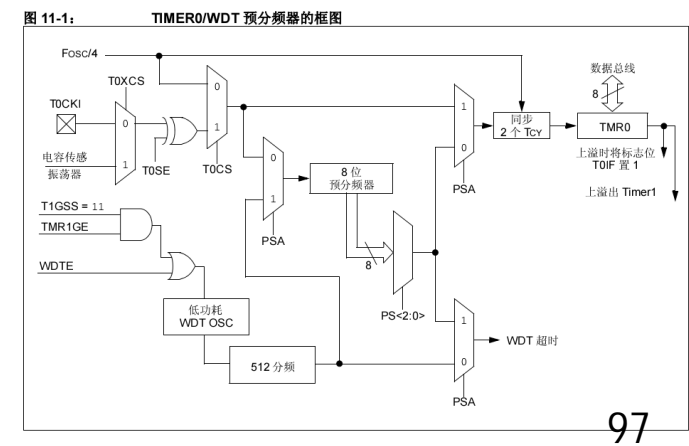 图 11-1： TIMER0/WDT 预分频器的框图
FOSC/4
T0XCS
T0CKI
0
1
电容传感
振荡器
T0SE
0
1
T0CS
0
1
PSA
8 位
预分频器
8
PS<2:0>
1
0
PSA
同步
2 个 TCY
数据总线
8
TMR0
上溢时将标志位
T0IF 置 1
上溢出 Timer1
T1GSS = 11
TMR1GE
WDTE
低功耗
WDT OSC
512 分频
1
0
PSA
WDT 超时
97